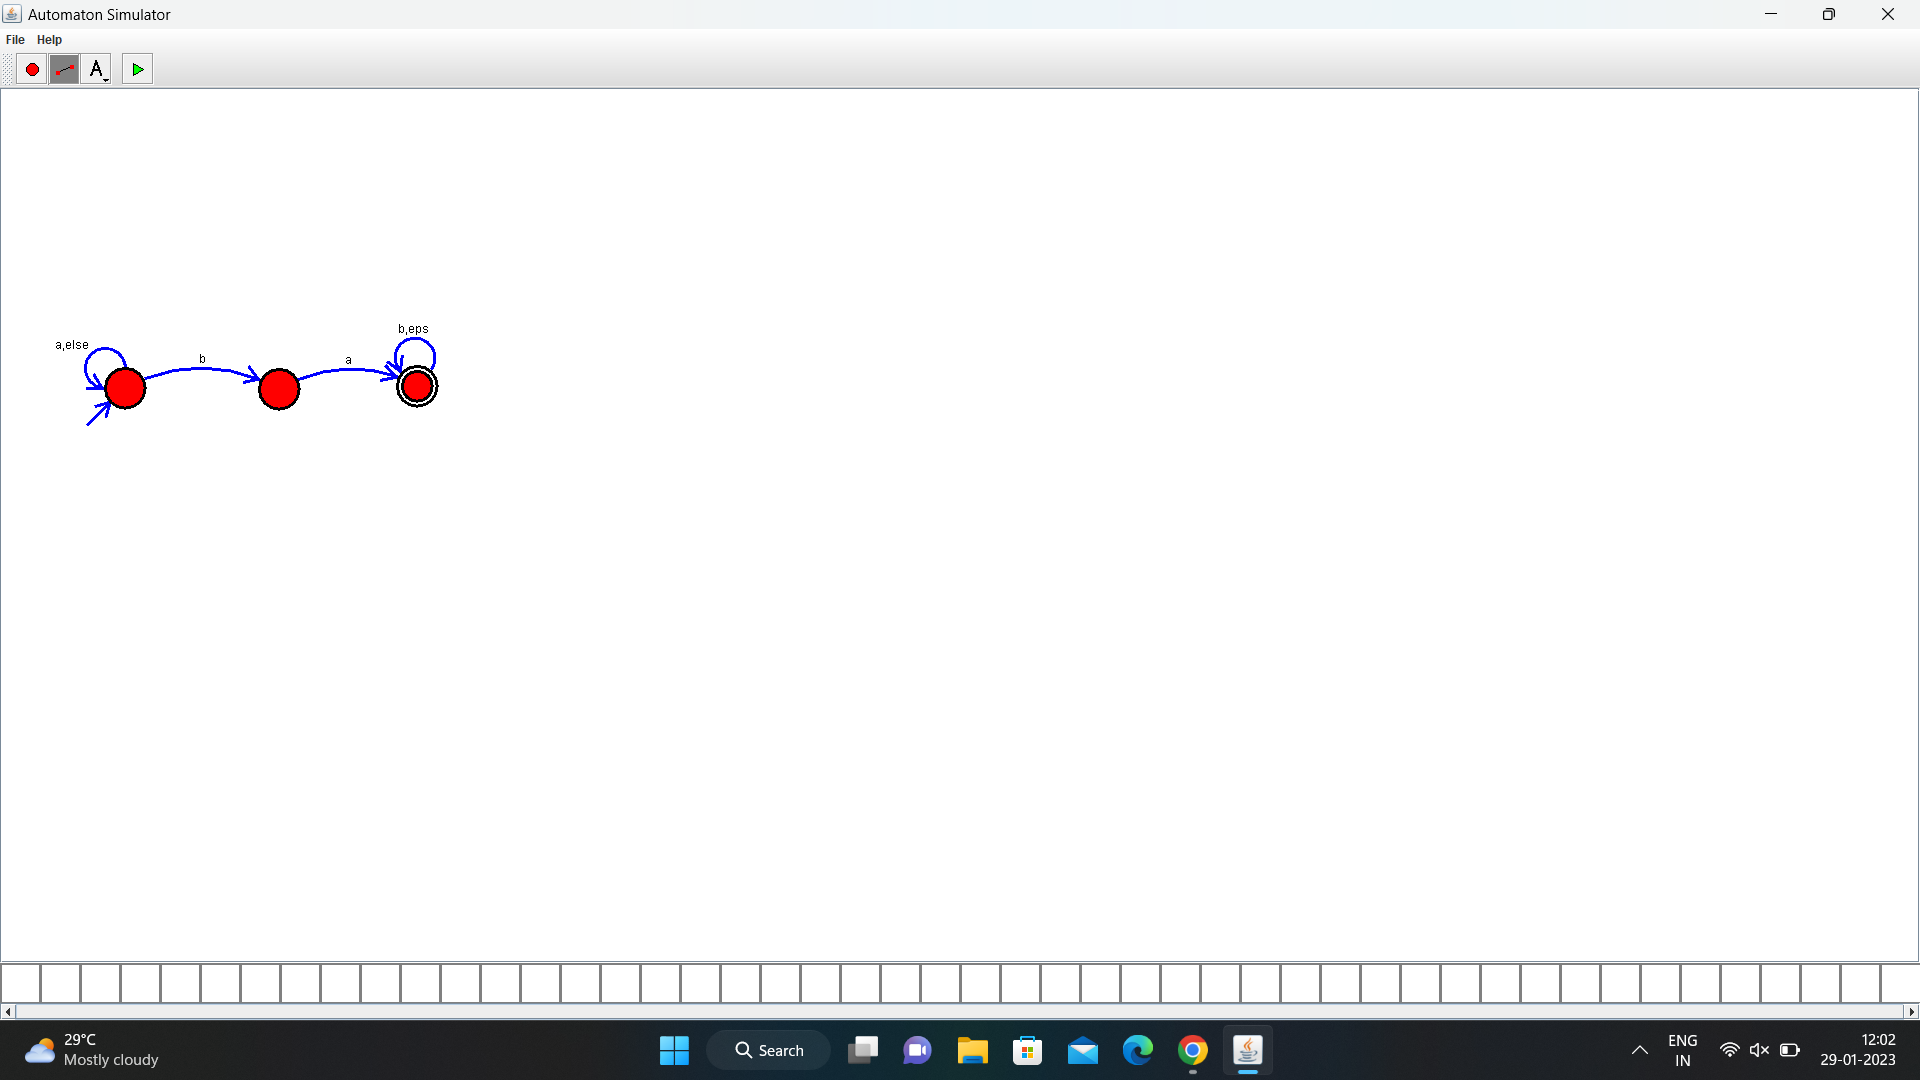 Automaton Simulator
File Help
A
b,eps
a,else
b
a
29°C
Mostly cloudy
Search
ENG
IN
12:02
29-01-2023